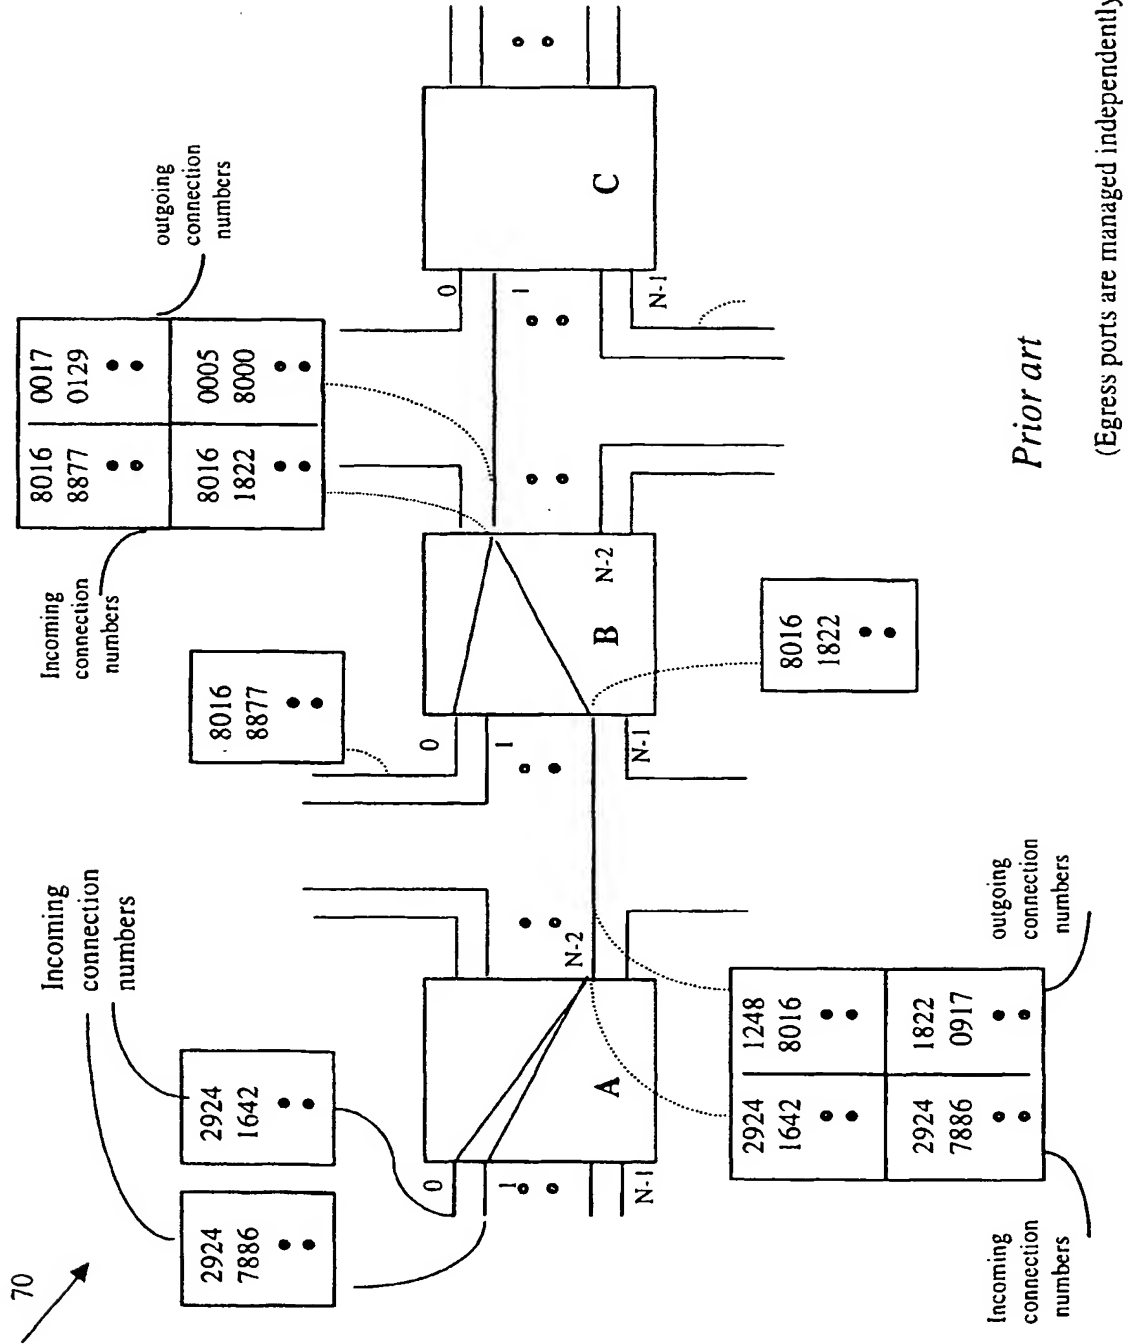 70
2924
7886
2924
1642
Incoming
connection
numbers
0
1
N-1
A
N-2
2924
1642
1248
8016
2924
7886
1822
0917
Incoming
connection
numbers
outgoing
connection
numbers
8016
8877
0
1
N-1
B
N-2
8016
1822
Incoming
connection
numbers
8016
8877
0017
0129
8016
1822
0005
8000
outgoing
connection
numbers
0
1
N-1
C
Prior art
(Egress ports are managed independently